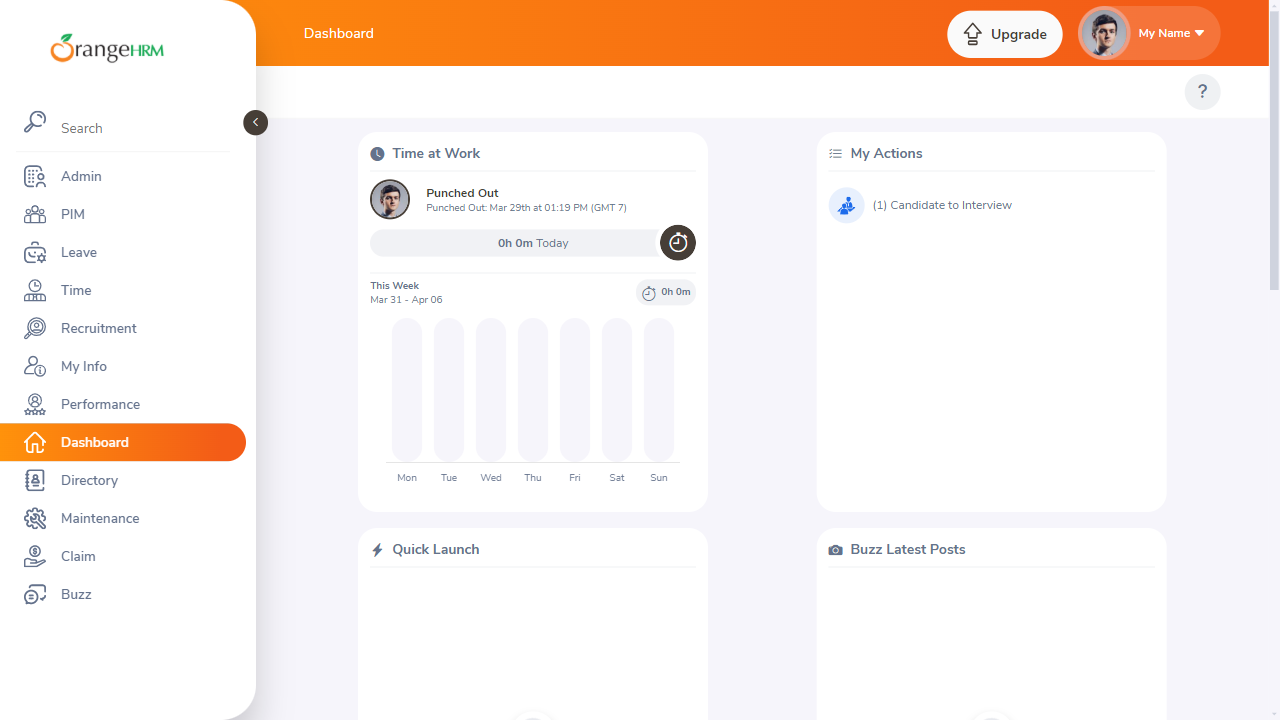 OrangeHRM
Search
Admin
PIM
Leave
Time
Recruitment
My Info
Performance
Dashboard
Directory
Maintenance
Claim
Buzz
Dashboard
Upgrade
My Name
?
Time at Work
Punched Out
Punched Out: Mar 29th at 01:19 PM (GMT 7)
0h 0m Today
This Week
Mar 31 - Apr 06
0h 0m
Mon Tue Wed Thu Fri Sat Sun
My Actions
(1) Candidate to Interview
Quick Launch
Buzz Latest Posts